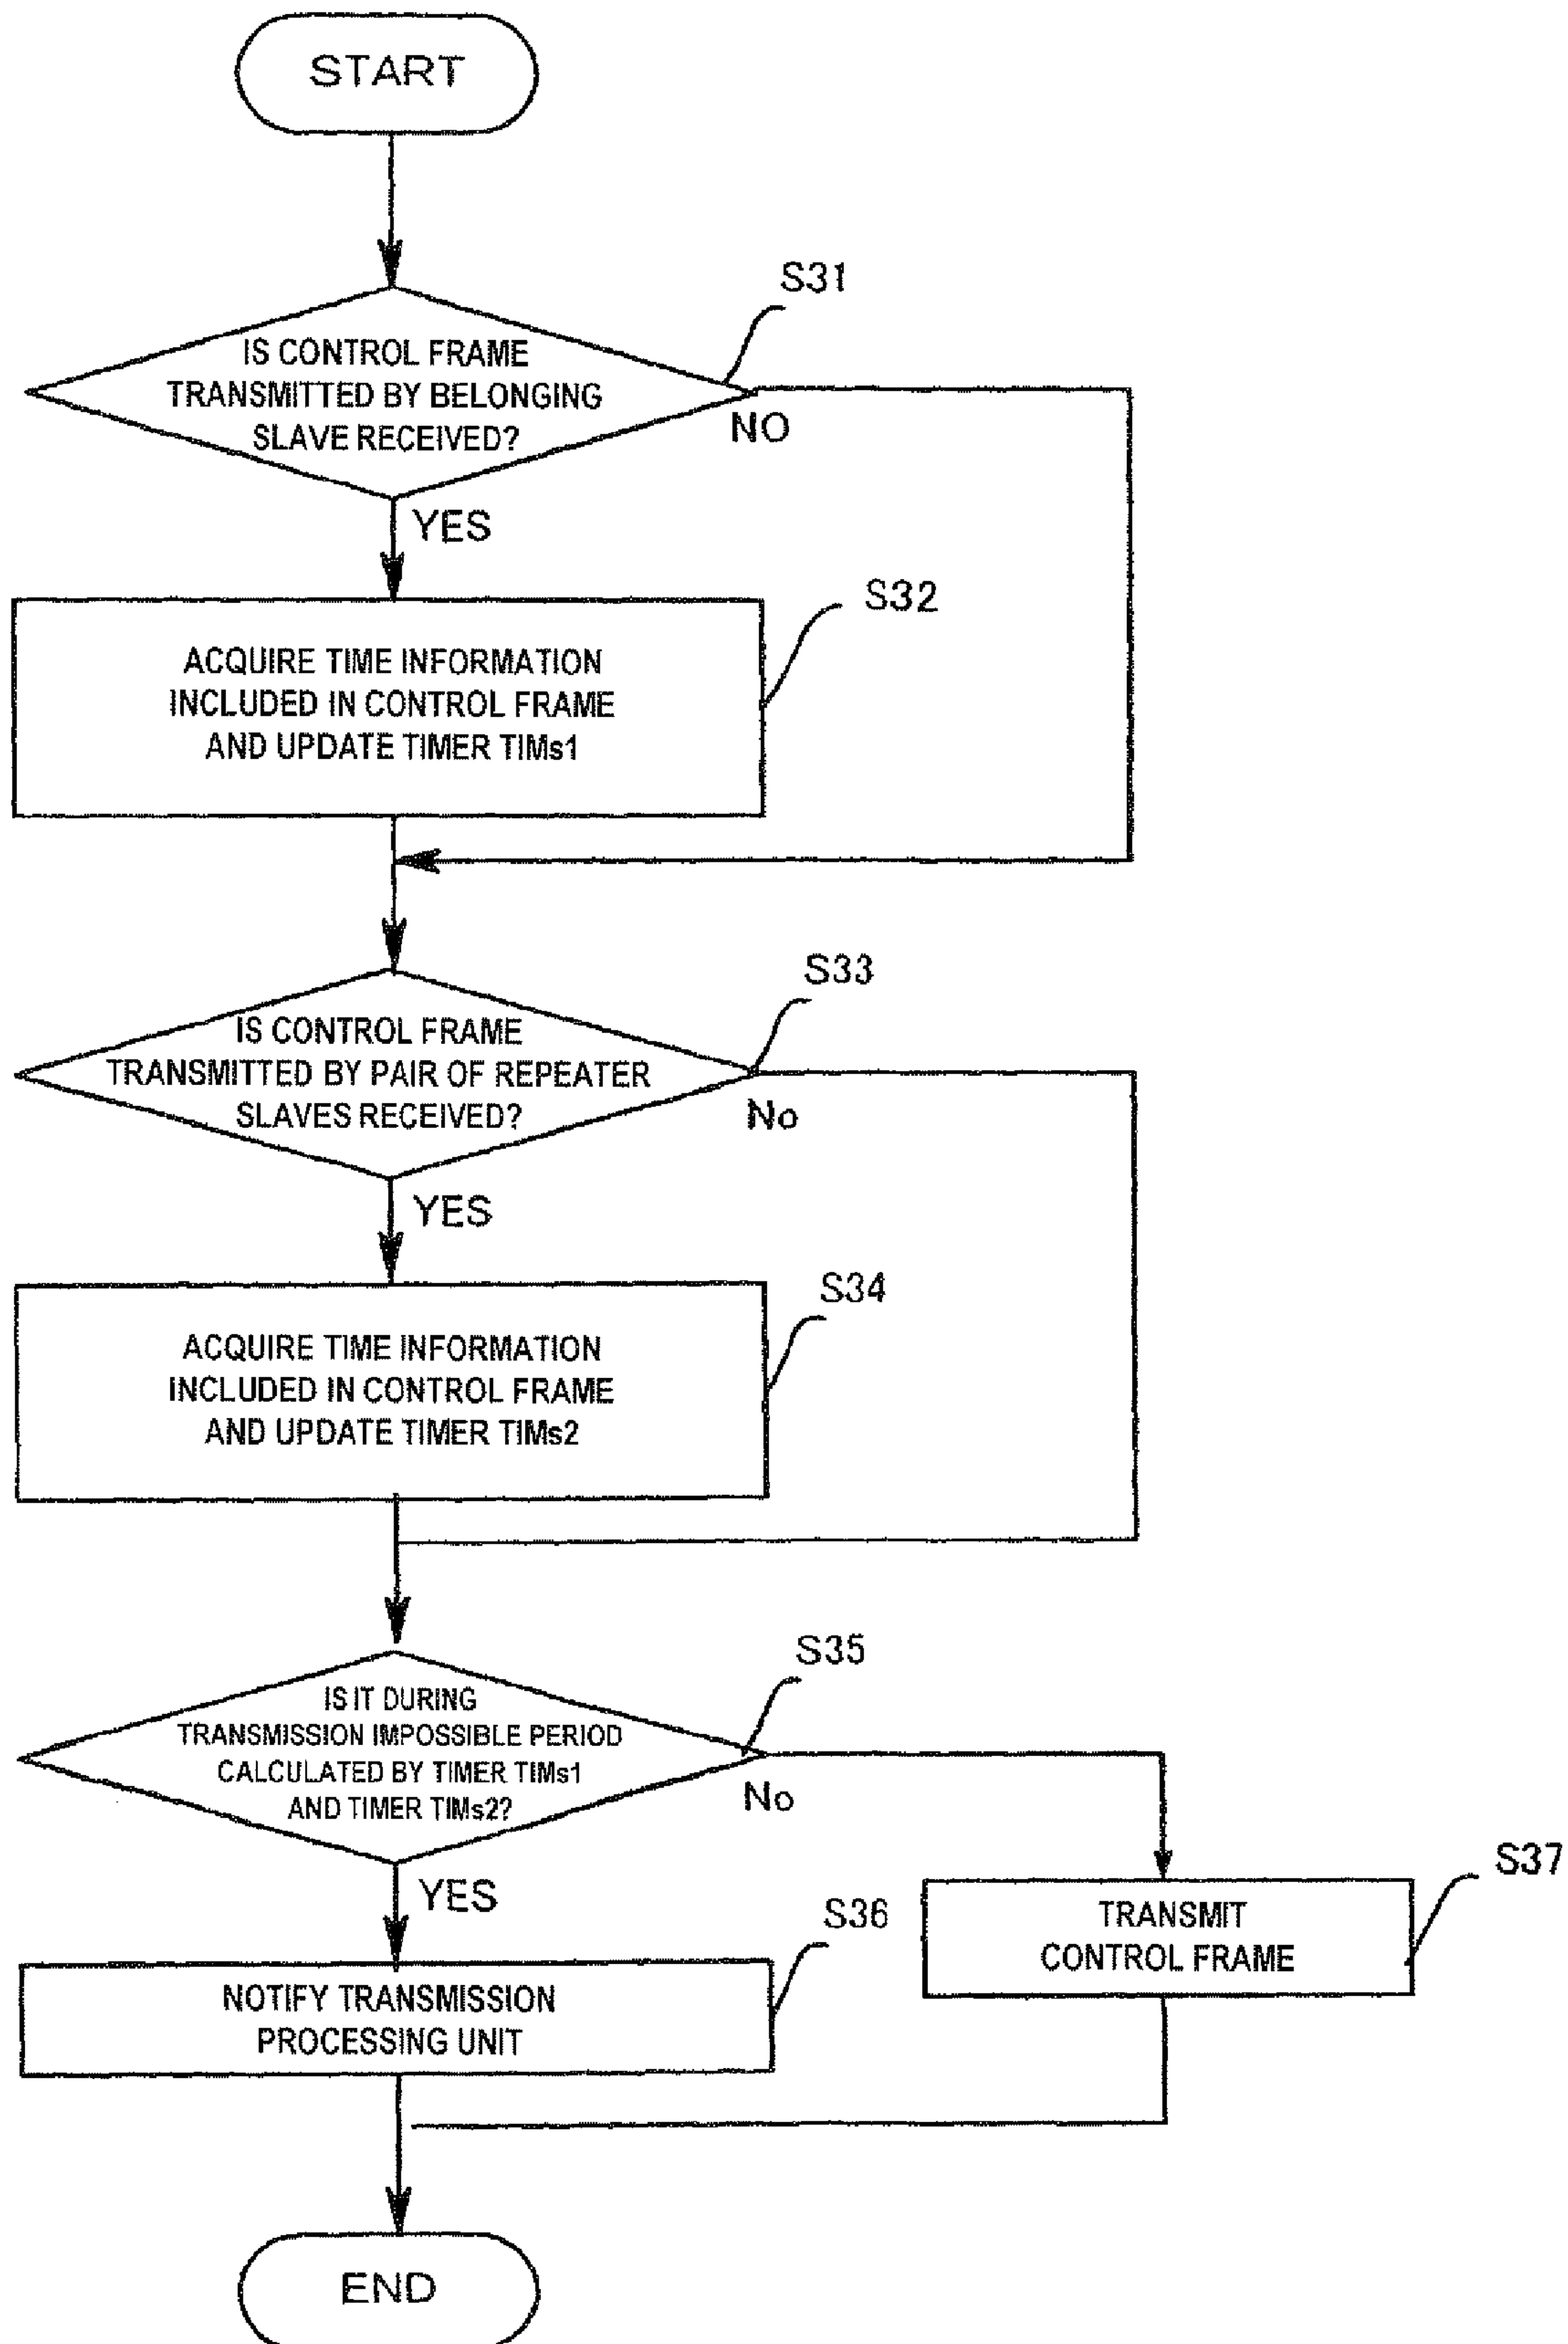 START
S31
IS CONTROL FRAME
TRANSMITTED BY BELONGING
SLAVE RECEIVED?
NO
YES
S32
ACQUIRE TIME INFORMATION
INCLUDED IN CONTROL FRAME
AND UPDATE TIMER TIMs1
S33
IS CONTROL FRAME
TRANSMITTED BY PAIR OF REPEATER
SLAVES RECEIVED?
No
YES
S34
ACQUIRE TIME INFORMATION
INCLUDED IN CONTROL FRAME
AND UPDATE TIMER TIMs2
S35
IS IT DURING
TRANSMISSION IMPOSSIBLE PERIOD
CALCULATED BY TIMER TIMs1
AND TIMER TIMs2?
No
YES
S36
NOTIFY TRANSMISSION
PROCESSING UNIT
S37
TRANSMIT
CONTROL FRAME
END